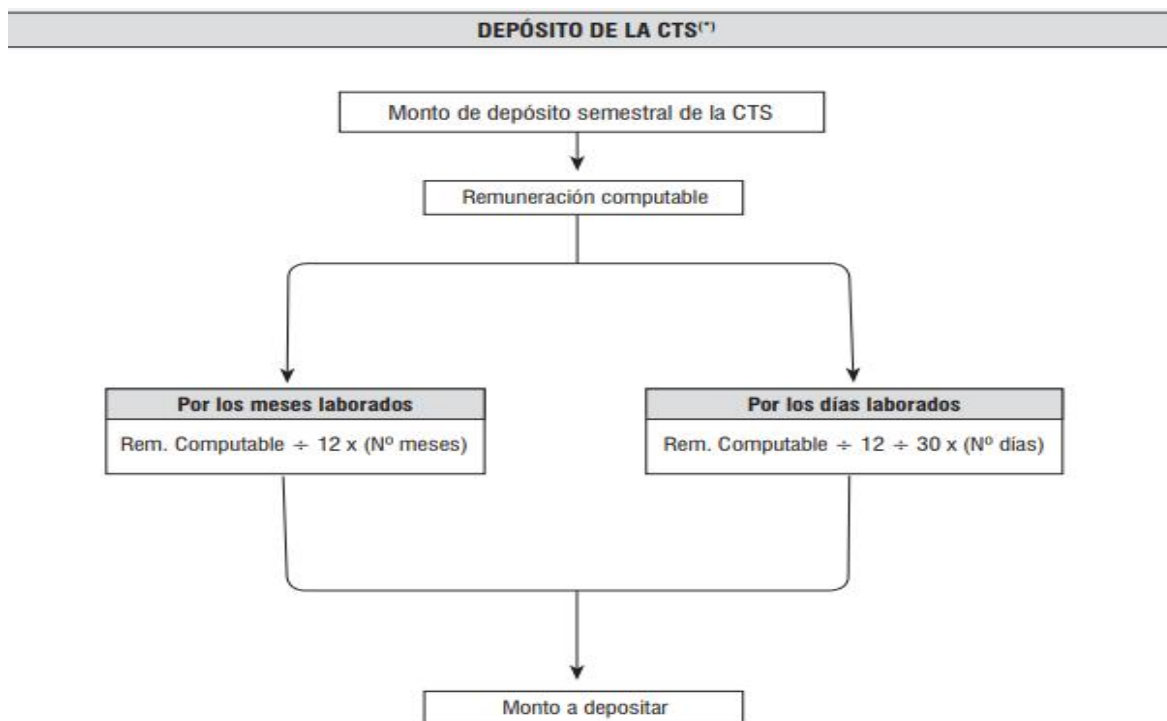 DEPÓSITO DE LA CTS(*)
Monto de depósito semestral de la CTS
Remuneración computable
Por los meses laborados
Rem. Computable ÷ 12 x (Nº meses)
Por los días laborados
Rem. Computable ÷ 12 ÷ 30 x (Nº días)
Monto a depositar